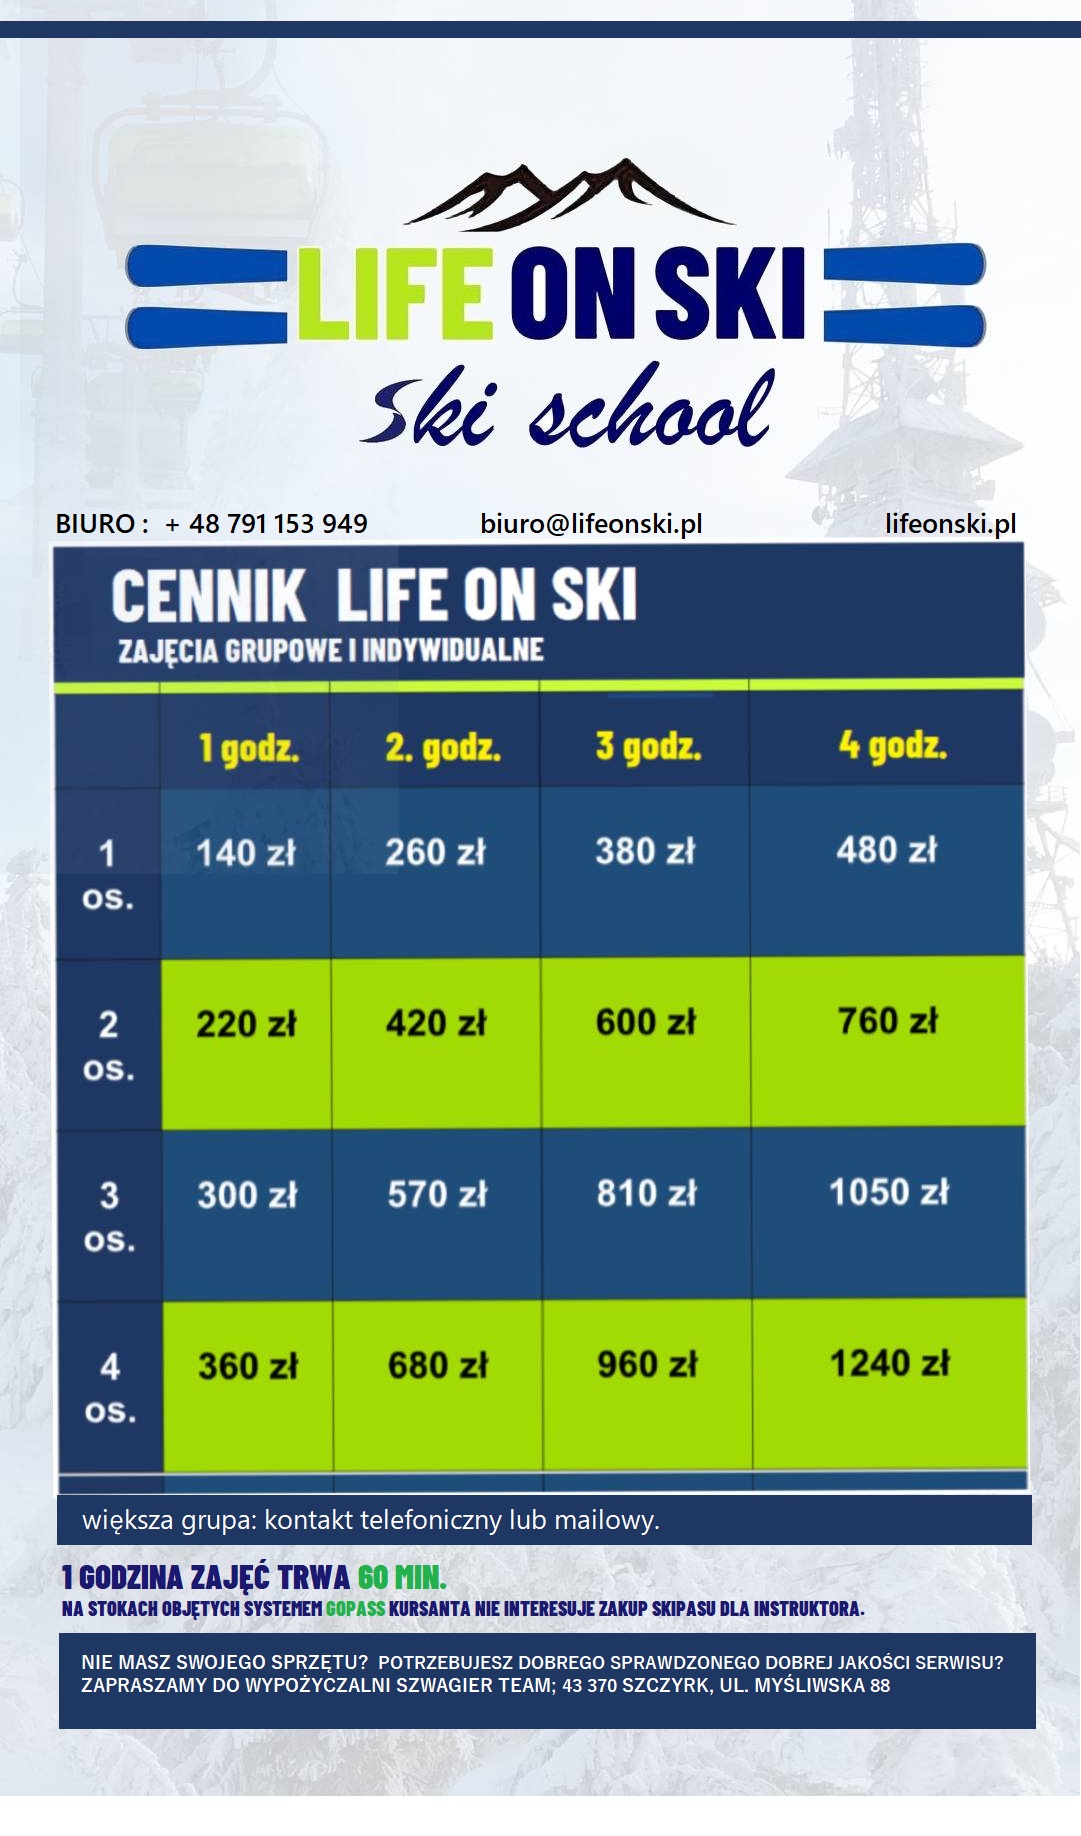 LIFE ON SKI
Ski school
BIURO : + 48 791 153 949 biuro@lifeonski.pl lifeonski.pl
CENNIK LIFE ON SKI
ZAJĘCIA GRUPOWE I INDYWIDUALNE
1 godz. 2. godz. 3 godz. 4 godz.
1 os. 140 zł 260 zł 380 zł 480 zł
2 os. 220 zł 420 zł 600 zł 760 zł
3 os. 300 zł 570 zł 810 zł 1050 zł
4 os. 360 zł 680 zł 960 zł 1240 zł
większa grupa: kontakt telefoniczny lub mailowy.
1 GODZINA ZAJĘĆ TRWA 60 MIN.
NA STOKACH OBJĘTYCH SYSTEMEM GOPASS KURSANTA NIE INTERESUJE ZAKUP SKIPASU DLA INSTRUKTORA.
NIE MASZ SWOJEGO SPRZĘTU? POTRZEBUJESZ DOBREGO SPRAWDZONEGO DOBREJ JAKOŚCI SERWISU?
ZAPRASZAMY DO WYPOŻYCZALNI SZWAGIER TEAM; 43 370 SZCZYRK, UL. MYŚLIWSKA 88